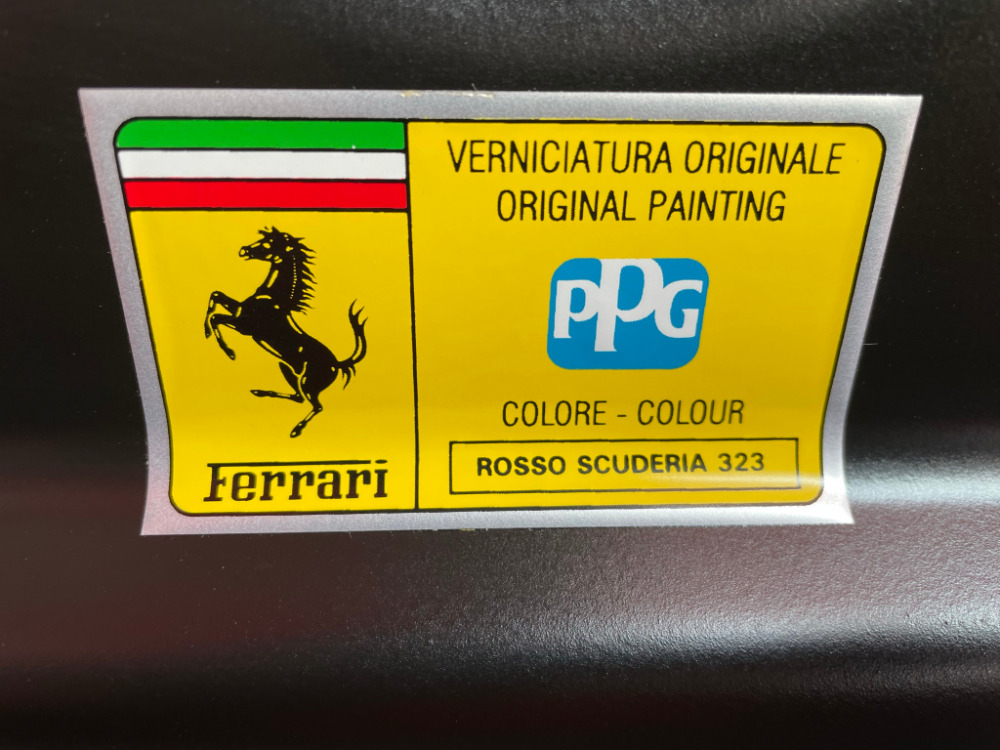 VERNICIATURA ORIGINALE
ORIGINAL PAINTING
PPG
COLORE - COLOUR
ROSSO SCUDERIA 323
Ferrari